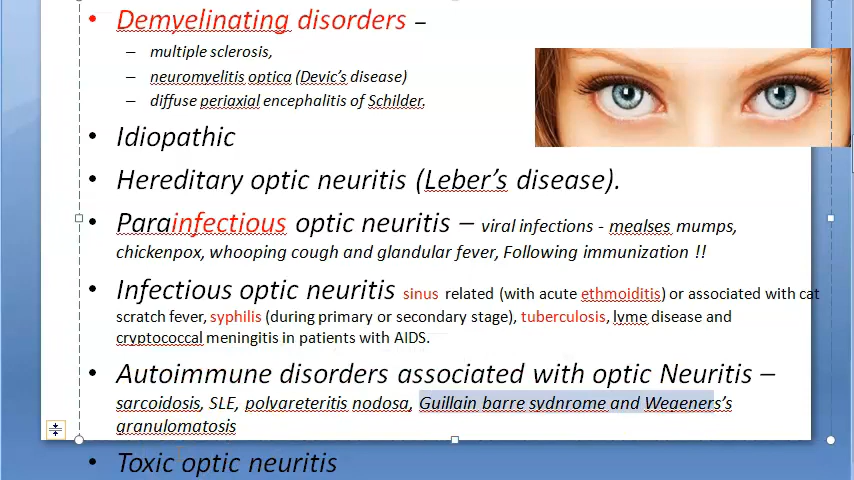 • Demyelinating disorders –
– multiple sclerosis,
– neuromyelitis optica (Devic's disease)
– diffuse periaxial encephalitis of Schilder.
• Idiopathic
• Hereditary optic neuritis (Leber's disease).
• Parainfectious optic neuritis – viral infections - mealses mumps,
chickenpox, whooping cough and glandular fever, Following immunization !!
• Infectious optic neuritis sinus related (with acute ethmoiditis) or associated with cat
scratch fever, syphilis (during primary or secondary stage), tuberculosis, lyme disease and
cryptococcal meningitis in patients with AIDS.
• Autoimmune disorders associated with optic Neuritis –
sarcoidosis, SLE, polyareteritis nodosa, Guillain barre sydnrome and Wegeners's
granulomatosis
• Toxic optic neuritis